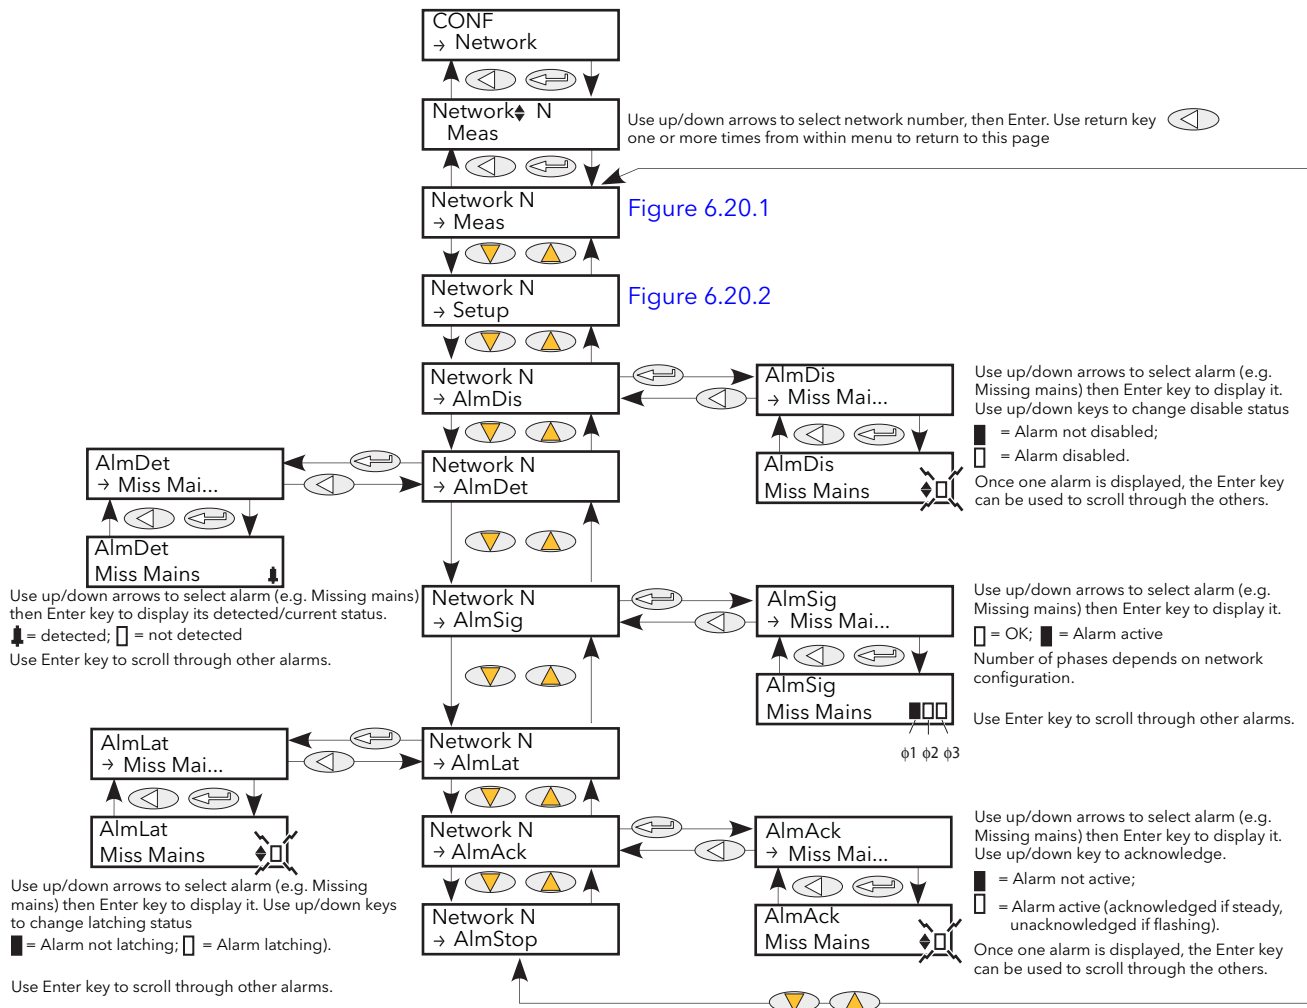 CONF
→ Network
Network N
Meas
Use up/down arrows to select network number, then Enter. Use return key
one or more times from within menu to return to this page
Network N
→ Meas
Figure 6.20.1
Network N
→ Setup
Figure 6.20.2
Network N
→ AlmDis
AlmDis
→ Miss Mai...
AlmDis
Miss Mains
Use up/down arrows to select alarm (e.g.
Missing mains) then Enter key to display it.
Use up/down keys to change disable status
= Alarm not disabled;
= Alarm disabled.
Once one alarm is displayed, the Enter key
can be used to scroll through the others.
Network N
→ AlmDet
AlmDet
→ Miss Mai...
AlmDet
Miss Mains
Use up/down arrows to select alarm (e.g. Missing mains)
then Enter key to display its detected/current status.
= detected; = not detected
Use Enter key to scroll through other alarms.
Network N
→ AlmSig
AlmSig
→ Miss Mai...
AlmSig
Miss Mains
ϕ1 ϕ2 ϕ3
Use up/down arrows to select alarm (e.g.
Missing mains) then Enter key to display it.
= OK; = Alarm active
Number of phases depends on network
configuration.
Use Enter key to scroll through other alarms.
Network N
→ AlmLat
AlmLat
→ Miss Mai...
AlmLat
Miss Mains
Use up/down arrows to select alarm (e.g. Missing
mains) then Enter key to display it. Use up/down keys
to change latching status
= Alarm not latching; = Alarm latching).
Use Enter key to scroll through other alarms.
Network N
→ AlmAck
AlmAck
→ Miss Mai...
AlmAck
Miss Mains
Use up/down arrows to select alarm (e.g.
Missing mains) then Enter key to display it.
Use up/down key to acknowledge.
= Alarm not active;
= Alarm active (acknowledged if steady,
unacknowledged if flashing).
Once one alarm is displayed, the Enter key
can be used to scroll through the others.
Network N
→ AlmStop